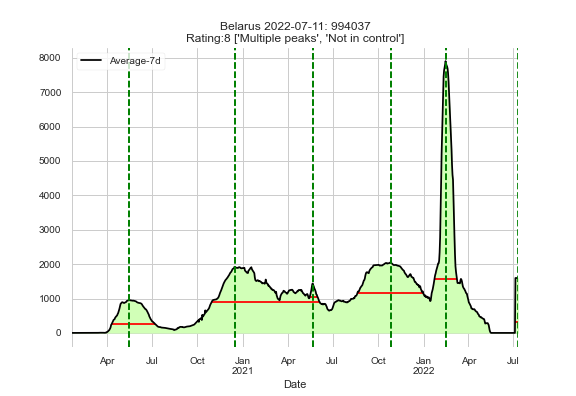 Belarus 2022-07-11: 994037
Rating:8 ['Multiple peaks', 'Not in control']
Average-7d
8000
7000
6000
5000
4000
3000
2000
1000
0
Apr Jul Oct Jan Apr Jul Oct Jan Apr Jul
2021 2022
Date